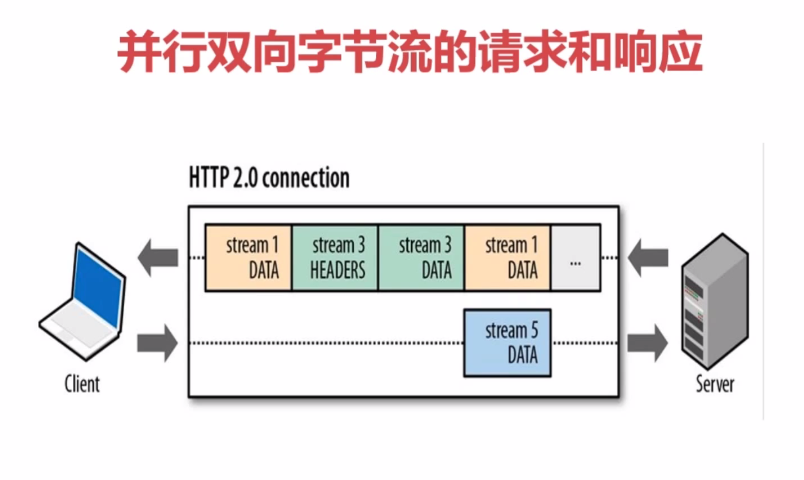 并行双向字节流的请求和响应
HTTP 2.0 connection
stream 1
DATA
stream 3
HEADERS
stream 3
DATA
stream 1
DATA
...
stream 5
DATA
Client
Server